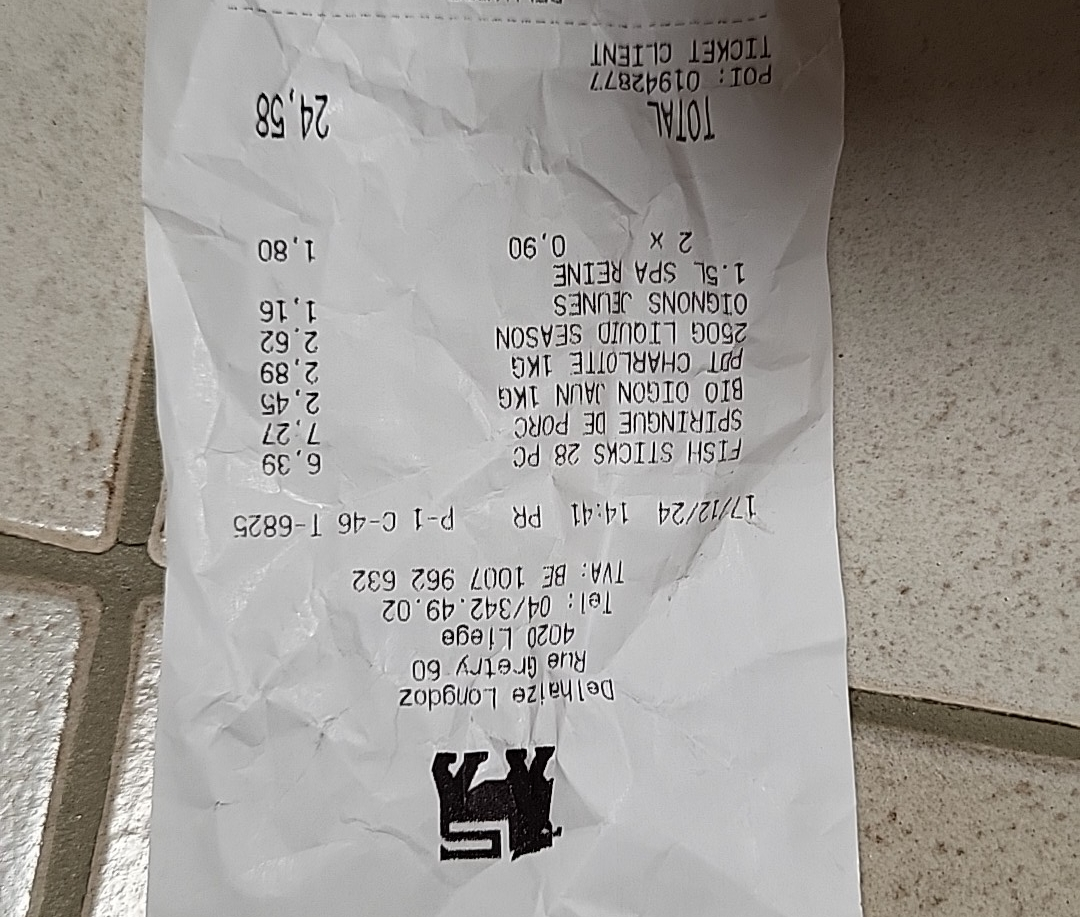 Delhaize Longdoz
Rue Gretry 60
4020 Liege
Tel: 04/342.49.02
TVA: BE 1007 962 632
17/12/24 14:41 PR P-1 C-46 T-6825
FISH STICKS 28 PC 6,39
SPIRINGUE DE PORC 7,27
BIO OIGON JAUN 1KG 2,45
PDT CHARLOTTE 1KG 2,89
250G LIQUID SEASON 2,62
OIGNONS JEUNES 1,16
1.5L SPA REINE
2 x 0,90 1,80
TOTAL 24,58
POI: 01942877
TICKET CLIENT